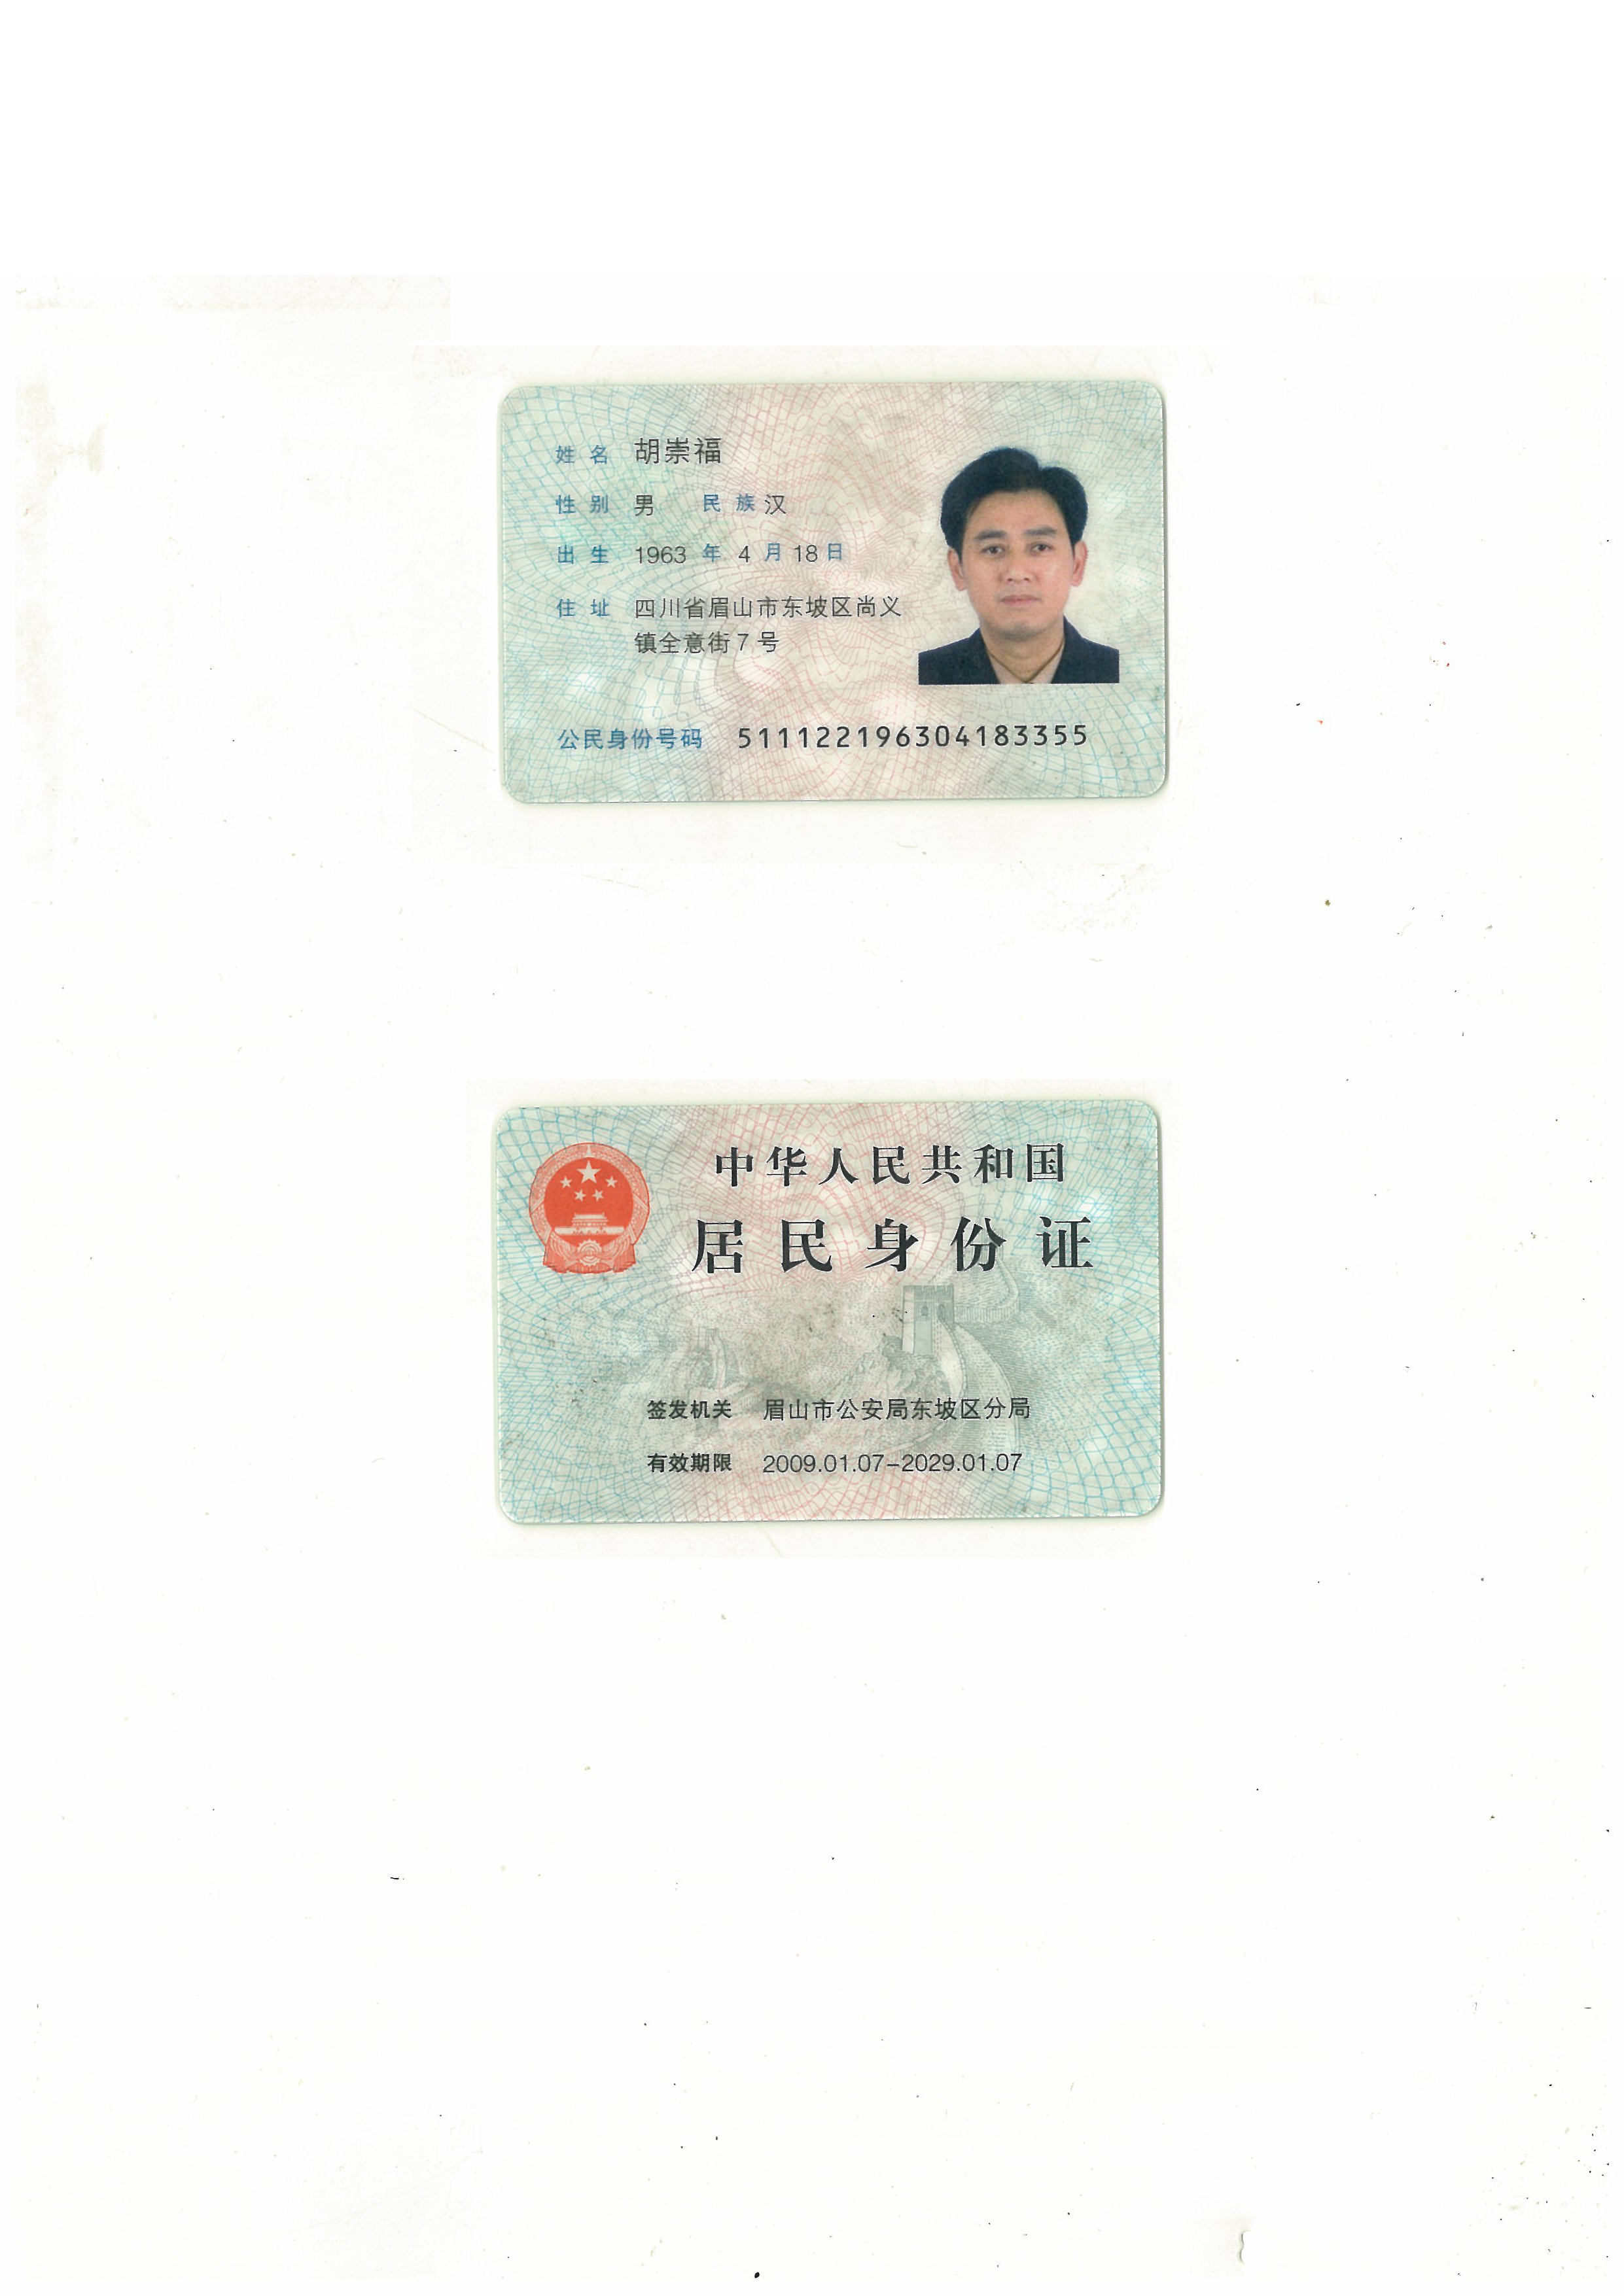 姓名 胡崇福
性别 男 民族 汉
出生 1963 年 4 月 18 日
住址 四川省眉山市东坡区尚义
镇全意街7号
公民身份号码 511122196304183355
中华人民共和国
居民身份证
签发机关 眉山市公安局东坡区分局
有效期限 2009.01.07-2029.01.07